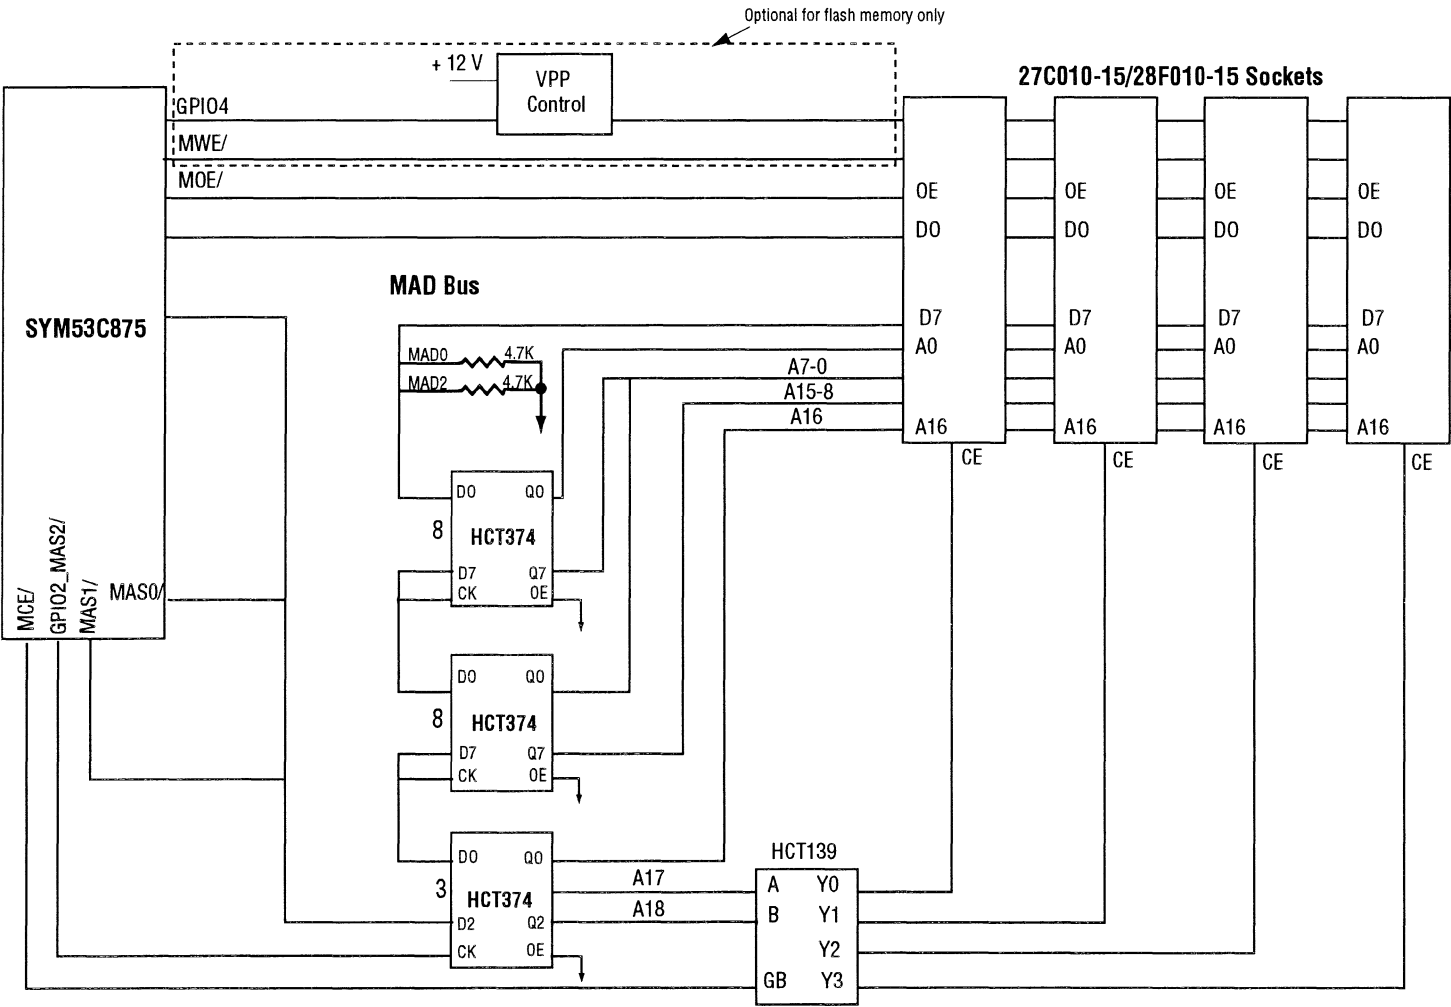 Optional for flash memory only
+ 12 V
VPP
Control
27C010-15/28F010-15 Sockets
GPIO4
MWE/
MOE/
OE
OE
OE
OE
D0
D0
D0
D0
MAD Bus
SYM53C875
D7
D7
D7
D7
A0
A0
A0
A0
MAD0
4.7K
MAD2
4.7K
A7-0
A15-8
A16
A16
A16
A16
A16
CE
CE
CE
CE
D0
Q0
8
HCT374
D7
Q7
CK
OE
MCE/
GPIO2_MAS2/
MAS1/
MAS0/
D0
Q0
8
HCT374
D7
Q7
CK
OE
D0
Q0
3
HCT374
D2
Q2
CK
OE
A17
A18
HCT139
A
Y0
B
Y1
Y2
GB
Y3